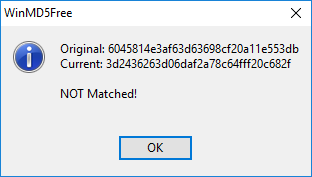 WinMD5Free
Original: 6045814e3af63d63698cf20a11e553db
Current: 3d2436263d06daf2a78c64fff20c682f
NOT Matched!
OK